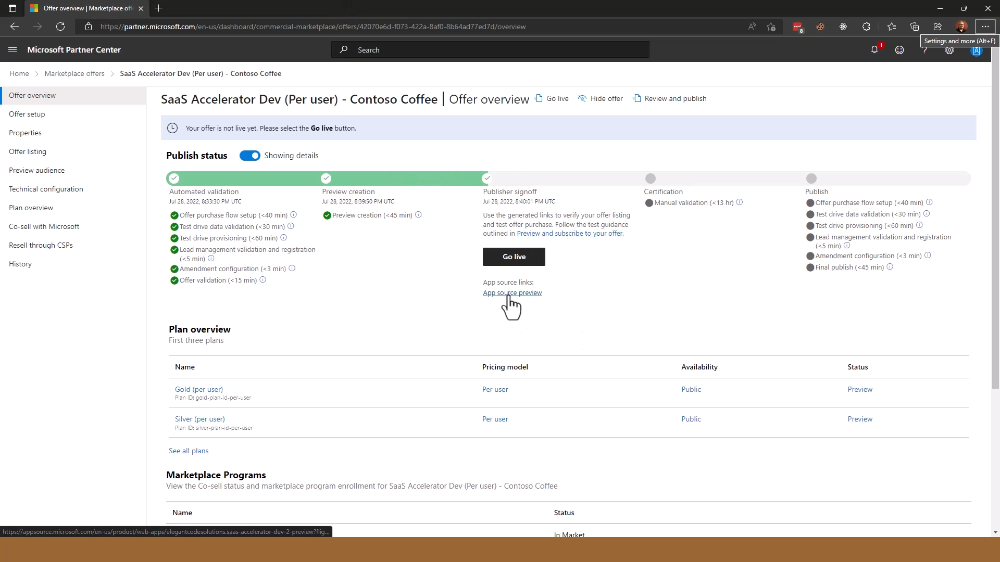 Offer overview | Marketplace off
https://partner.microsoft.com/en-us/dashboard/commercial-marketplace/offers/42070e6d-f073-422a-8af0-8b64ad77ed7d/overview
8
Settings and more (Alt+F)
Microsoft Partner Center
Search
1
Home > Marketplace offers > SaaS Accelerator Dev (Per user) - Contoso Coffee
Offer overview
Offer setup
Properties
Offer listing
Preview audience
Technical configuration
Plan overview
Co-sell with Microsoft
Resell through CSPs
History
SaaS Accelerator Dev (Per user) - Contoso Coffee | Offer overview
Go live
Hide offer
Review and publish
Your offer is not live yet. Please select the Go live button.
Publish status
Showing details
Automated validation
Jul 28, 2022, 8:33:30 PM UTC
Offer purchase flow setup (<40 min)
Test drive data validation (<30 min)
Test drive provisioning (<60 min)
Lead management validation and registration
(<5 min)
Amendment configuration (<3 min)
Offer validation (<15 min)
Preview creation
Jul 28, 2022, 8:39:50 PM UTC
Preview creation (<45 min)
Publisher signoff
Jul 28, 2022, 8:40:01 PM UTC
Use the generated links to verify your offer listing
and test offer purchase. Follow the test guidance
outlined in Preview and subscribe to your offer.
Go live
App source links:
App source preview
Certification
Manual validation (<13 hr)
Publish
Offer purchase flow setup (<40 min)
Test drive data validation (<30 min)
Test drive provisioning (<60 min)
Lead management validation and registration
(<5 min)
Amendment configuration (<3 min)
Final publish (<45 min)
Plan overview
First three plans
Name Pricing model Availability Status
Gold (per user) Per user Public Preview
Plan ID: gold-plan-id-per-user
Silver (per user) Per user Public Preview
Plan ID: silver-plan-id-per-user
See all plans
Marketplace Programs
View the Co-sell status and marketplace program enrollment for SaaS Accelerator Dev (Per user) - Contoso Coffee
Name Status
In Market
https://appsource.microsoft.com/en-us/product/web-apps/elegantcodesolutions.saas-accelerator-dev-2-preview?flig...